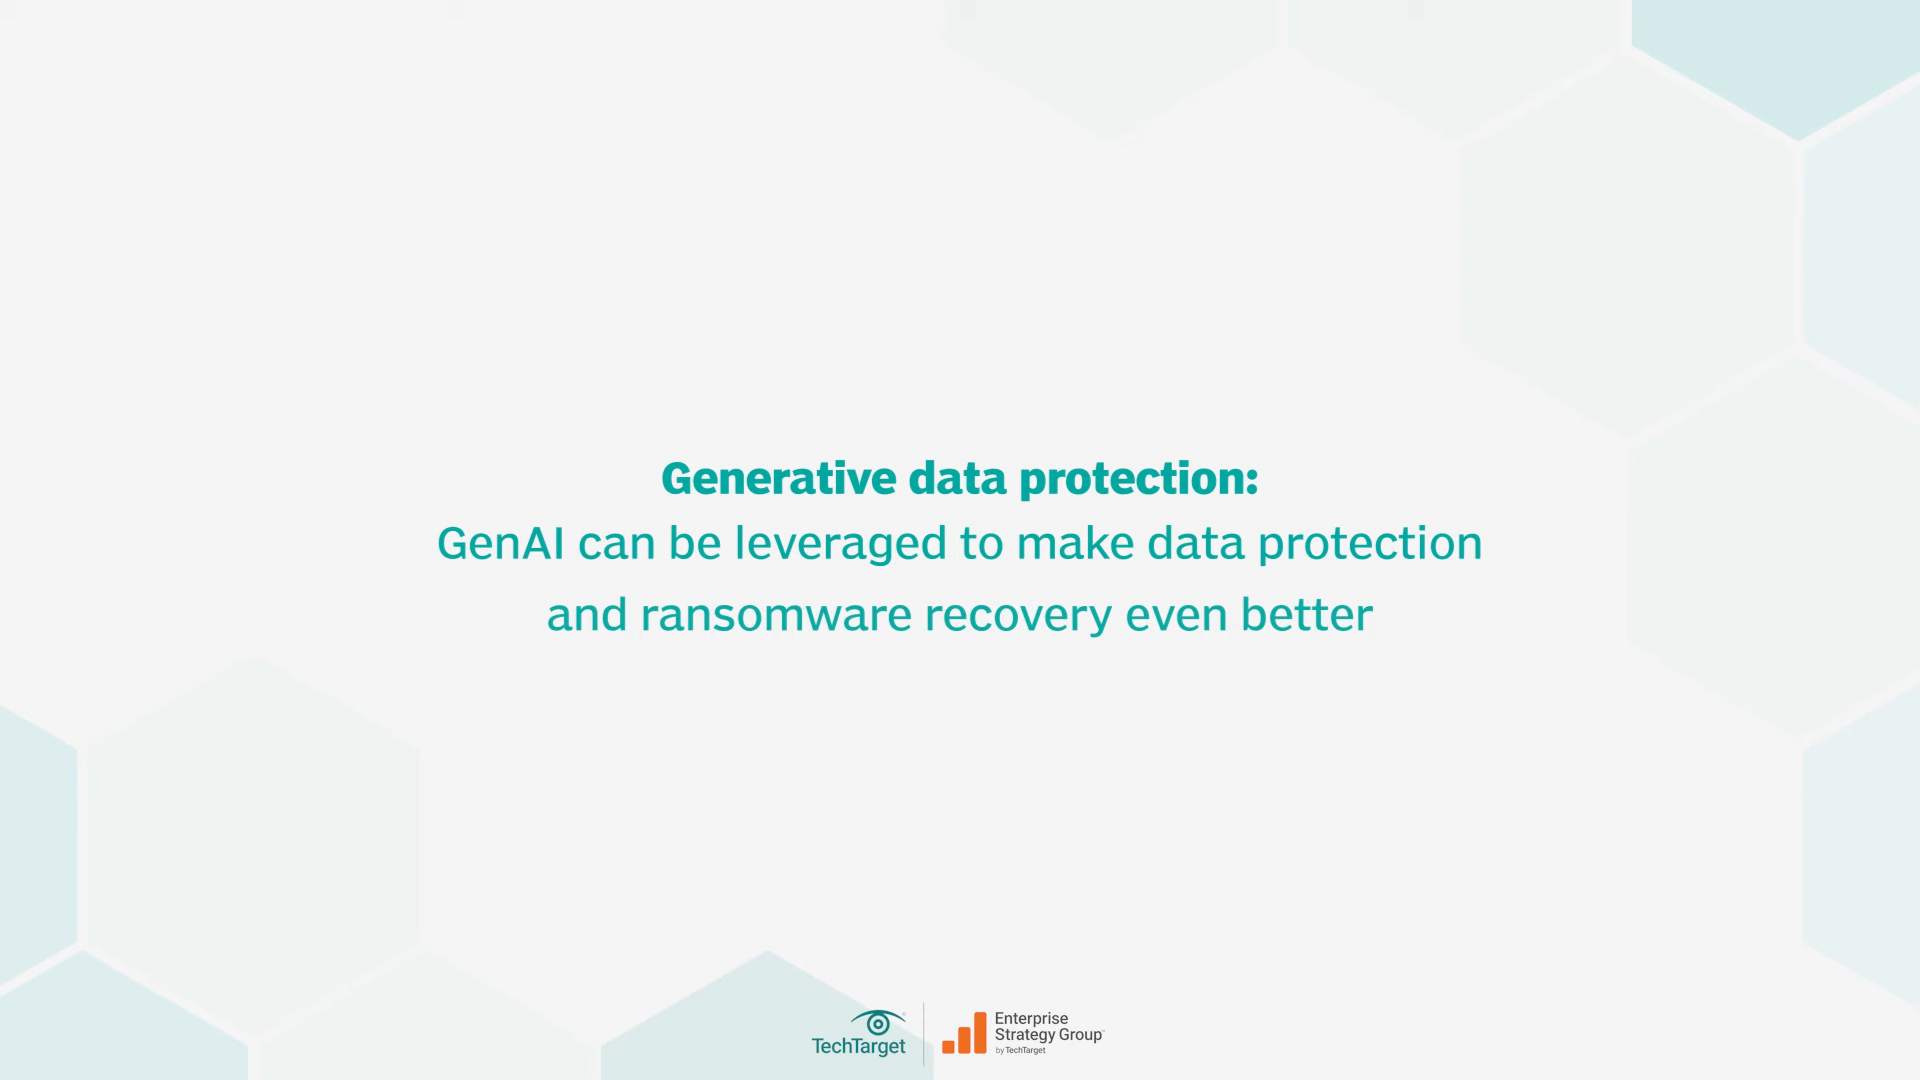 Generative data protection:
GenAI can be leveraged to make data protection
and ransomware recovery even better
TechTarget
Enterprise
Strategy Group
by TechTarget